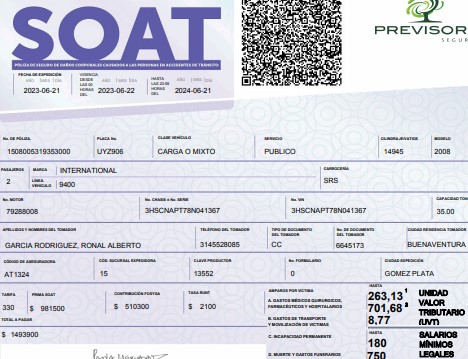 SOAT
PREVISOR
SEGUR
PÓLIZA DE SEGURO DE DAÑOS CORPORALES CAUSADOS A LAS PERSONAS EN ACCIDENTES DE TRÁNSITO
FECHA DE EXPEDICIÓN
2023-06-21
VIGENCIA DESDE LAS 00 HORAS DEL
2023-06-22
HASTA LAS 23:59 HORAS DEL
2024-06-21
No. DE PÓLIZA PLACA No. CLASE VEHÍCULO SERVICIO CILINDRAJE/VATIOS MODELO
1508005319353000 UYZ906 CARGA O MIXTO PUBLICO 14945 2008
PASAJEROS MARCA INTERNATIONAL CARROCERÍA
2 LÍNEA VEHÍCULO 9400 SRS
No. MOTOR No. CHASIS o No. SERIE No. VIN CAPACIDAD TON
79288008 3HSCNAPT78N041367 3HSCNAPT78N041367 35.00
APELLIDOS Y NOMBRES DEL TOMADOR TELÉFONO DEL TOMADOR TIPO DE DOCUMENTO DEL TOMADOR No. DE DOCUMENTO DEL TOMADOR CIUDAD RESIDENCIA TOMADOR
GARCIA RODRIGUEZ, RONAL ALBERTO 3145528085 CC 6645173 BUENAVENTURA
CÓDIGO DE ASEGURADORA CÓD. SUCURSAL EXPEDIDORA CLAVE PRODUCTOR No. FORMULARIO CIUDAD EXPEDICIÓN
AT1324 15 13552 0 GOMEZ PLATA
TARIFA PRIMA SOAT CONTRIBUCIÓN FOSYGA TASA RUNT
330 $ 981500 $ 510300 $ 2100
TOTAL A PAGAR
$ 1493900
AMPAROS POR VÍCTIMA
HASTA
A. GASTOS MÉDICOS QUIRÚRGICOS, FARMACÉUTICOS Y HOSPITALARIOS
263,13
701,68
B. GASTOS DE TRANSPORTE Y MOVILIZACIÓN DE VÍCTIMAS
8,77
UNIDAD VALOR TRIBUTARIO (UVT)
HASTA
C. INCAPACIDAD PERMANENTE
180
D. MUERTE Y GASTOS FUNERARIOS
750
SALARIOS MÍNIMOS LEGALES